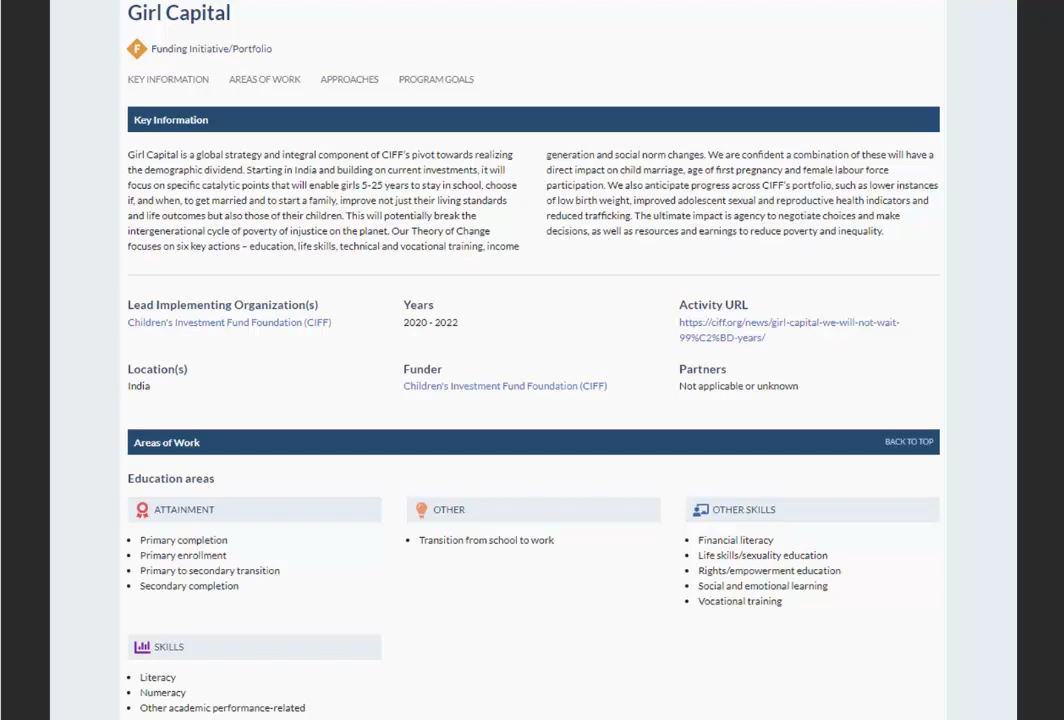 Girl Capital
F Funding Initiative/Portfolio
KEY INFORMATION AREAS OF WORK APPROACHES PROGRAM GOALS
Key Information
Girl Capital is a global strategy and integral component of CIFF's pivot towards realizing
the demographic dividend. Starting in India and building on current investments, it will
focus on specific catalytic points that will enable girls 5-25 years to stay in school, choose
if, and when, to get married and to start a family, improve not just their living standards
and life outcomes but also those of their children. This will potentially break the
intergenerational cycle of poverty of injustice on the planet. Our Theory of Change
focuses on six key actions – education, life skills, technical and vocational training, income
generation and social norm changes. We are confident a combination of these will have a
direct impact on child marriage, age of first pregnancy and female labour force
participation. We also anticipate progress across CIFF's portfolio, such as lower instances
of low birth weight, improved adolescent sexual and reproductive health indicators and
reduced trafficking. The ultimate impact is agency to negotiate choices and make
decisions, as well as resources and earnings to reduce poverty and inequality.
Lead Implementing Organization(s)
Children's Investment Fund Foundation (CIFF)
Years
2020 - 2022
Activity URL
https://ciff.org/news/girl-capital-we-will-not-wait-
99%C2%BD-years/
Location(s)
India
Funder
Children's Investment Fund Foundation (CIFF)
Partners
Not applicable or unknown
Areas of Work BACK TO TOP
Education areas
ATTAINMENT
• Primary completion
• Primary enrollment
• Primary to secondary transition
• Secondary completion
OTHER
• Transition from school to work
OTHER SKILLS
• Financial literacy
• Life skills/sexuality education
• Rights/empowerment education
• Social and emotional learning
• Vocational training
SKILLS
• Literacy
• Numeracy
• Other academic performance-related